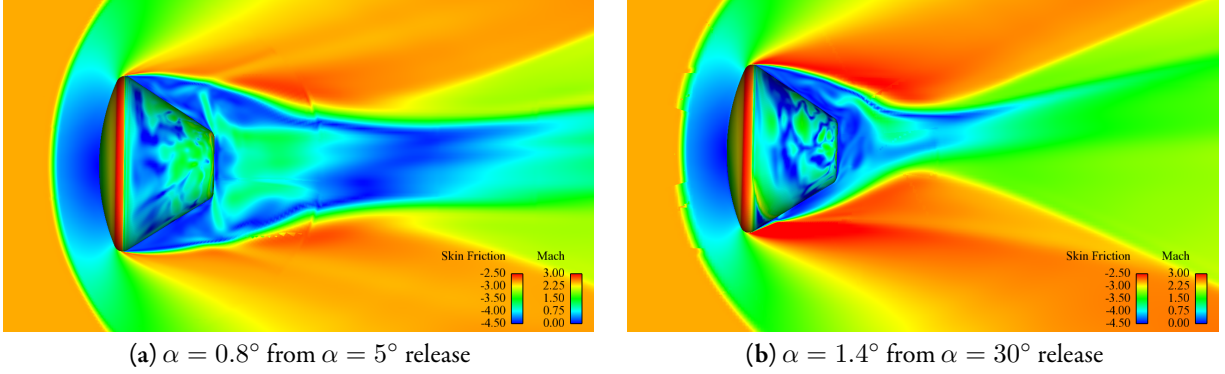 Skin Friction Mach
-2.50 3.00
-3.00 2.25
-3.50 1.50
-4.00 0.75
-4.50 0.00
Skin Friction Mach
-2.50 3.00
-3.00 2.25
-3.50 1.50
-4.00 0.75
-4.50 0.00
(a) α = 0.8° from α = 5° release
(b) α = 1.4° from α = 30° release